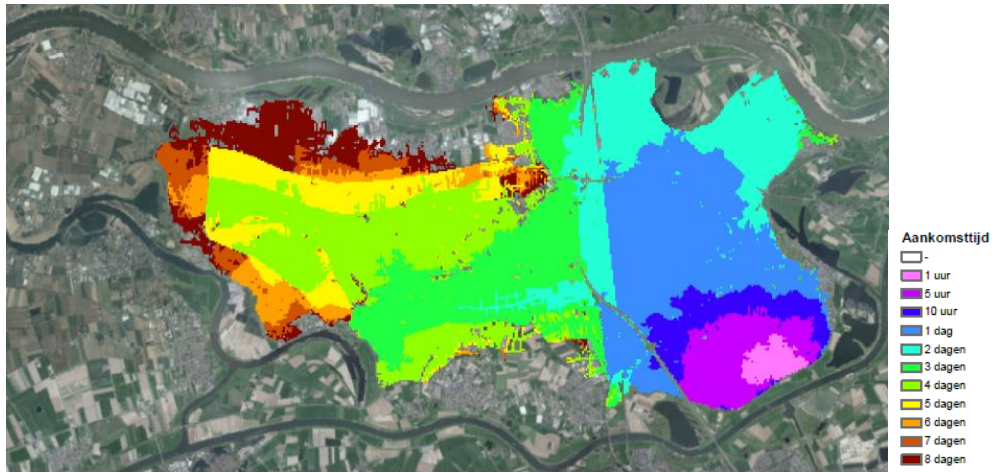 Aankomsttijd
-
1 uur
5 uur
10 uur
1 dag
2 dagen
3 dagen
4 dagen
5 dagen
6 dagen
7 dagen
8 dagen